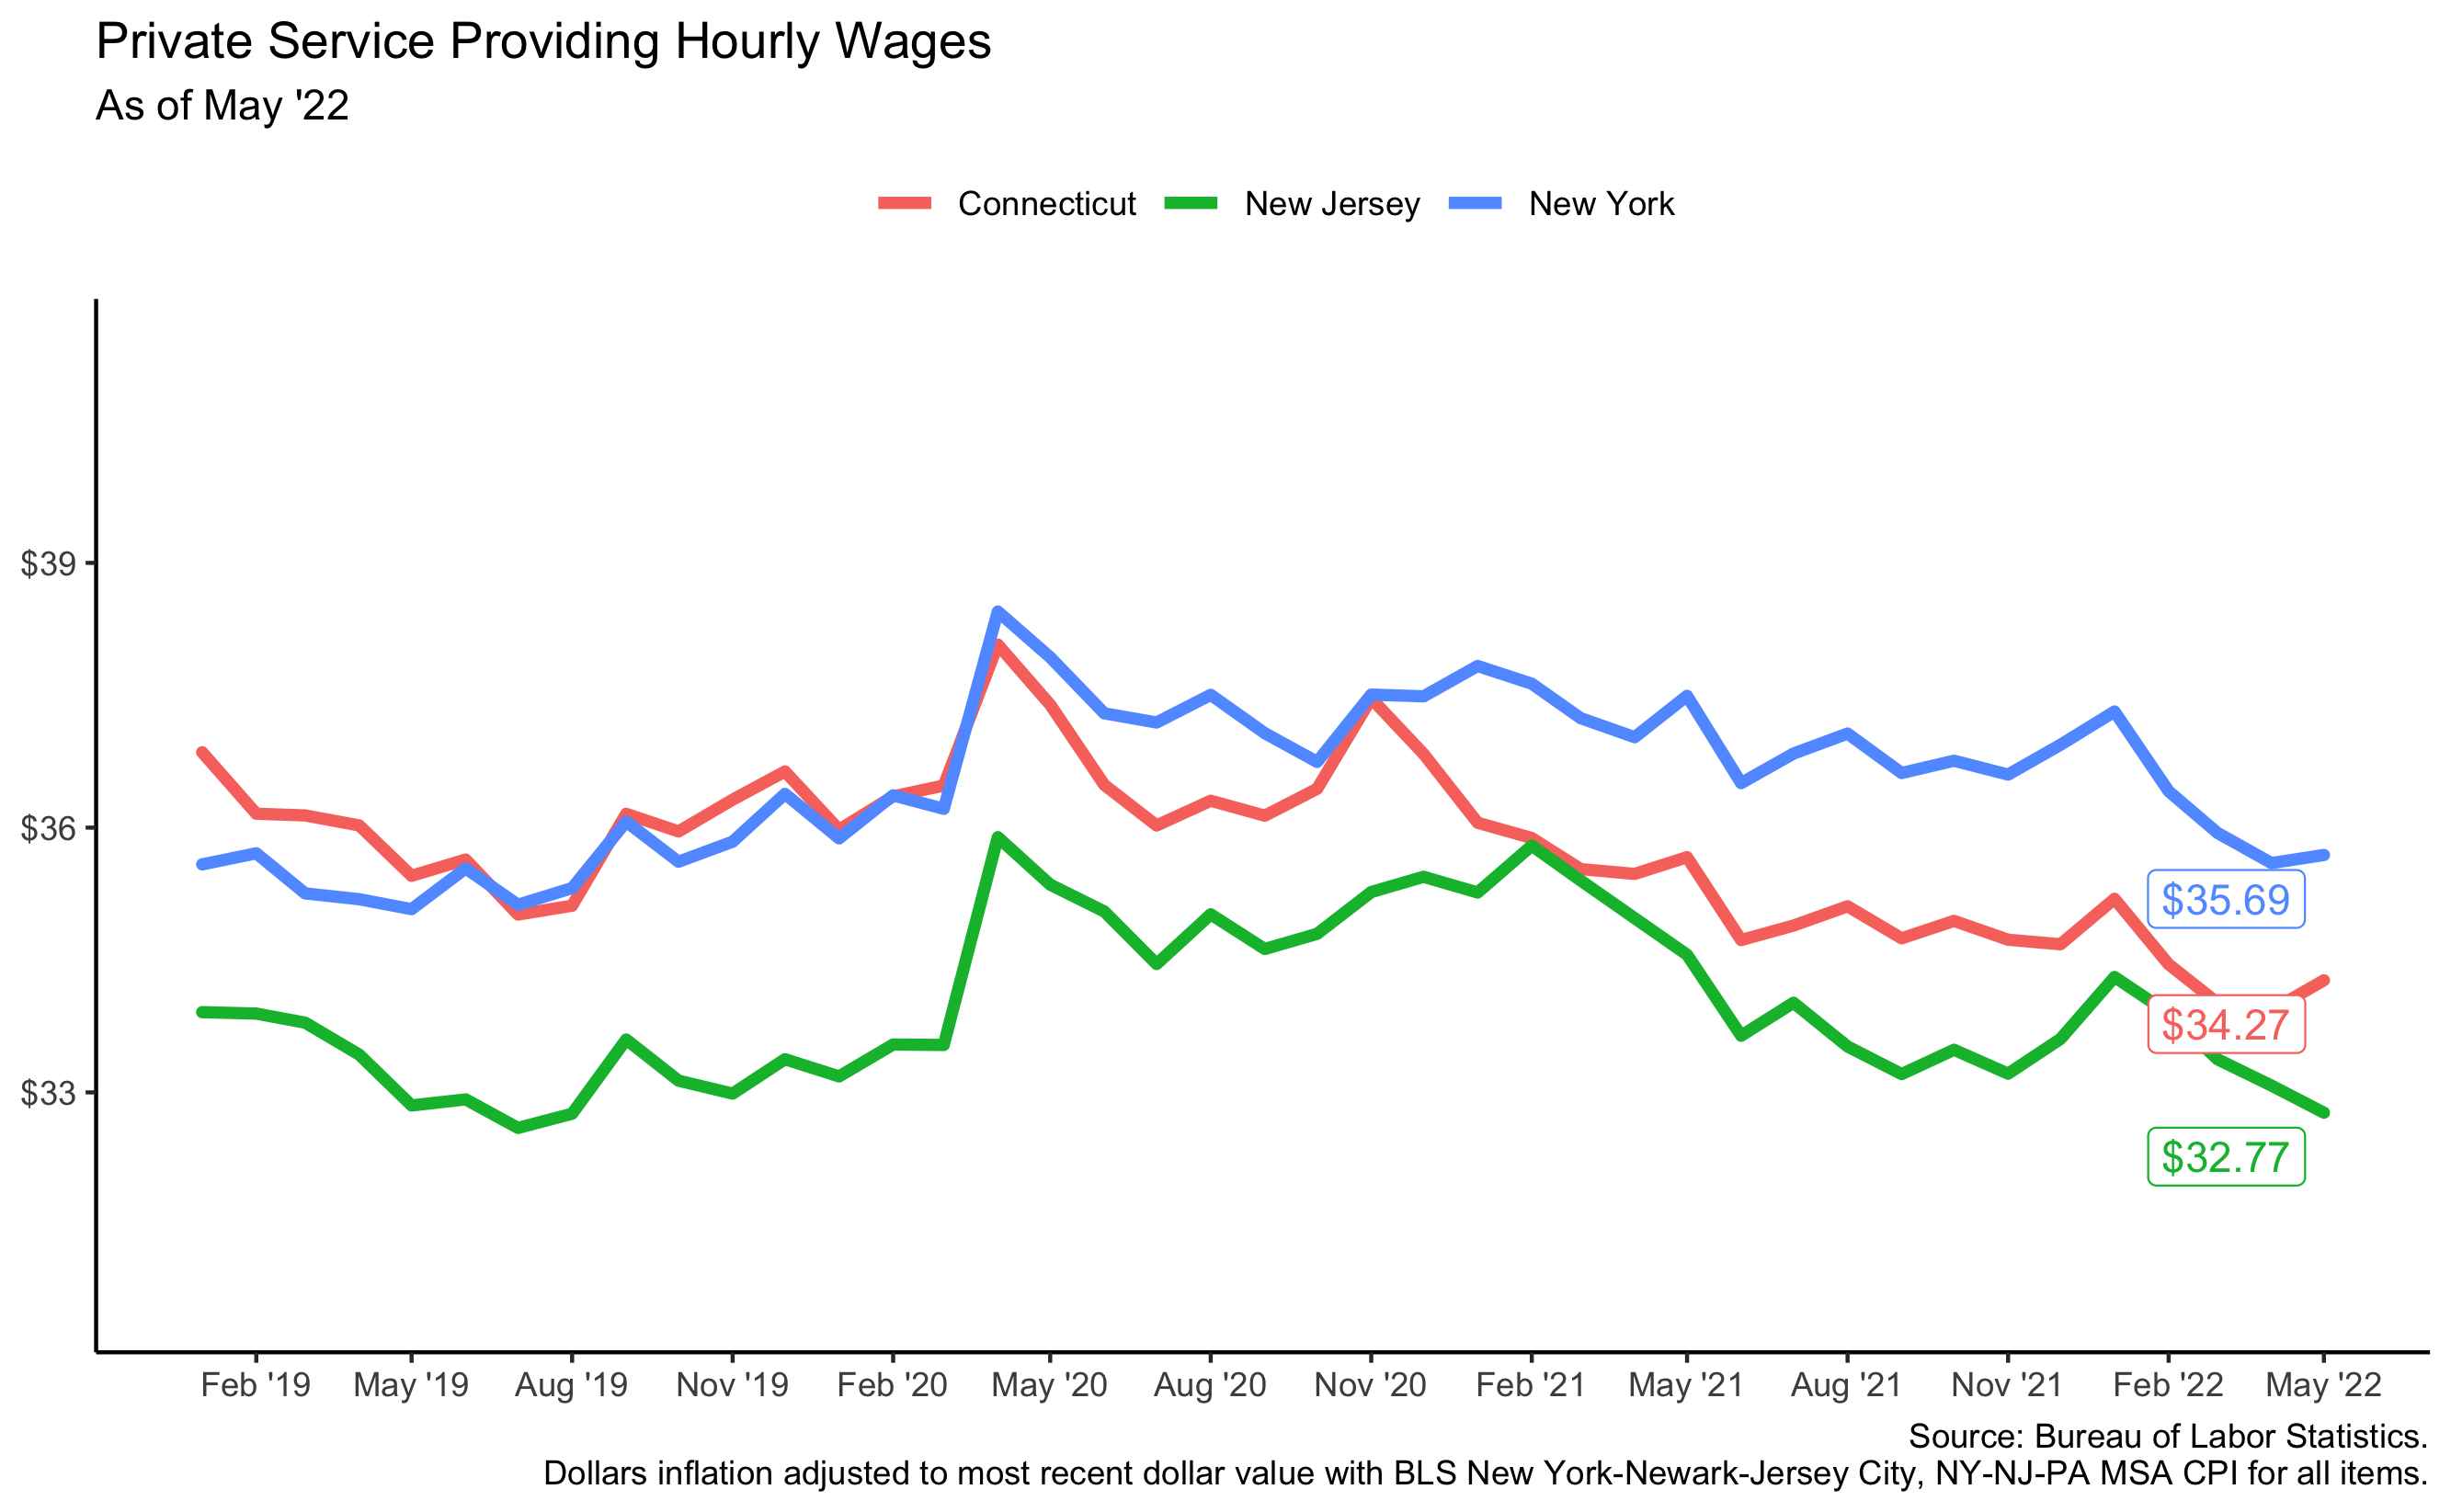 Private Service Providing Hourly Wages
As of May '22
Connecticut New Jersey New York
$39
$36
$33
$35.69
$34.27
$32.77
Feb '19 May '19 Aug '19 Nov '19 Feb '20 May '20 Aug '20 Nov '20 Feb '21 May '21 Aug '21 Nov '21 Feb '22 May '22
Source: Bureau of Labor Statistics.
Dollars inflation adjusted to most recent dollar value with BLS New York-Newark-Jersey City, NY-NJ-PA MSA CPI for all items.